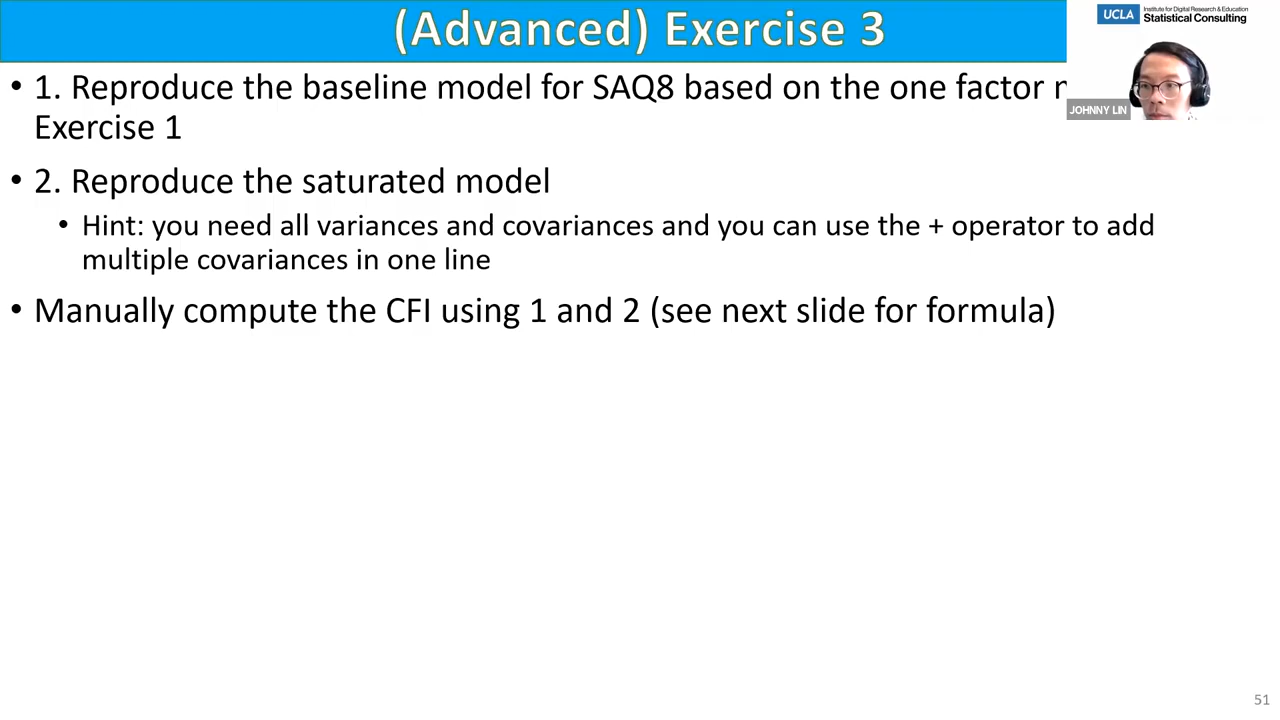 (Advanced) Exercise 3
UCLA
Institute for Digital Research & Education
Statistical Consulting
JOHNNY LIN
• 1. Reproduce the baseline model for SAQ8 based on the one factor
Exercise 1
• 2. Reproduce the saturated model
• Hint: you need all variances and covariances and you can use the + operator to add
multiple covariances in one line
• Manually compute the CFI using 1 and 2 (see next slide for formula)
51